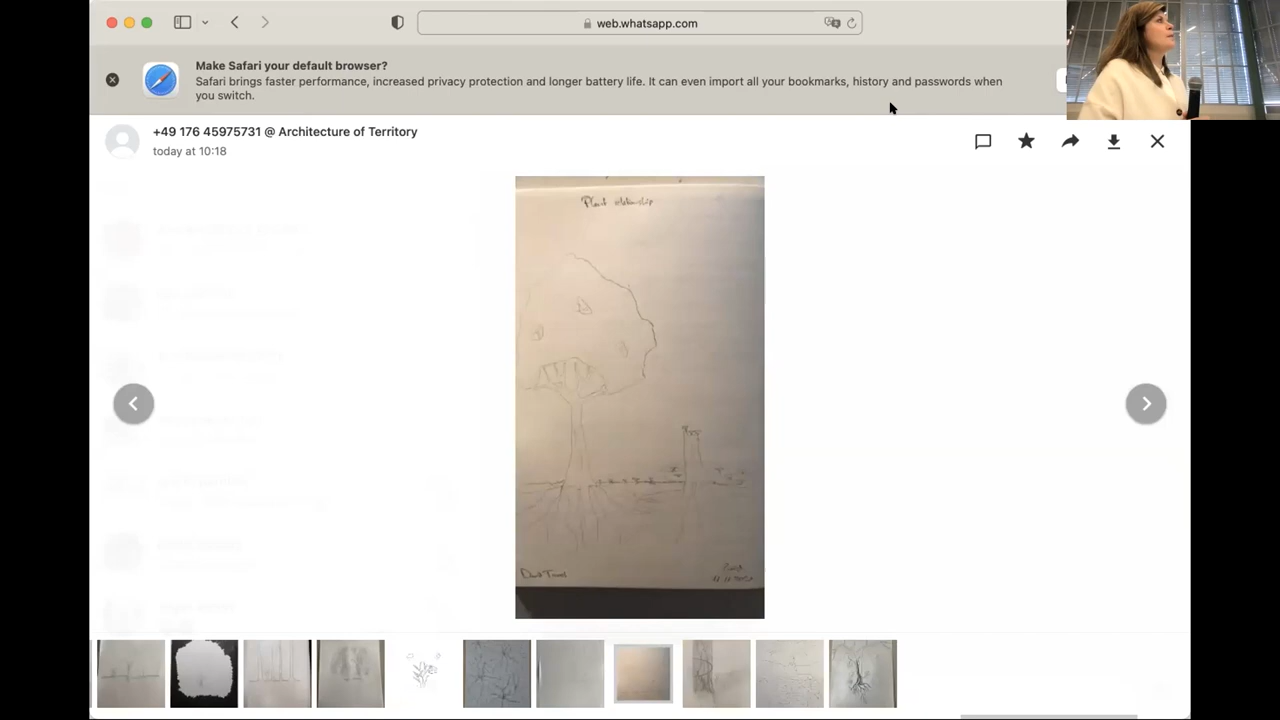 web.whatsapp.com
Make Safari your default browser?
Safari brings faster performance, increased privacy protection and longer battery life. It can even import all your bookmarks, history and passwords when
you switch.
+49 176 45975731 @ Architecture of Territory
today at 10:18
Plant relationship